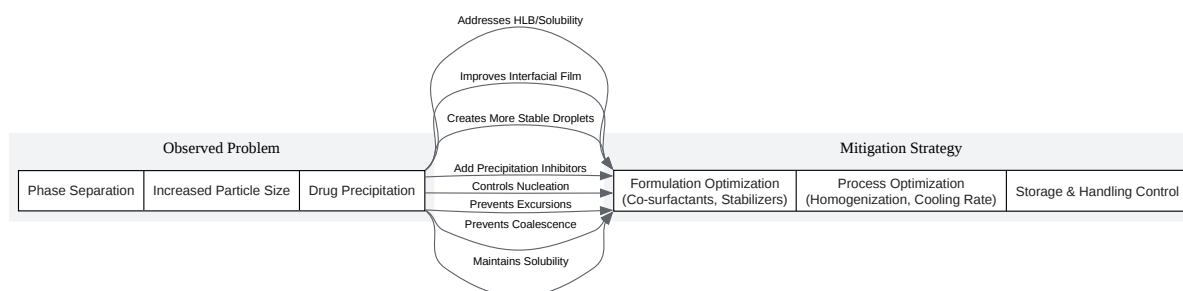 Addresses HLB/Solubility
Improves Interfacial Film
Creates More Stable Droplets
Observed Problem
Mitigation Strategy
Add Precipitation Inhibitors
Phase Separation
Increased Particle Size
Drug Precipitation
Controls Nucleation
Formulation Optimization
(Co-surfactants, Stabilizers)
Process Optimization
(Homogenization, Cooling Rate)
Storage & Handling Control
Prevents Excursions
Prevents Coalescence
Maintains Solubility